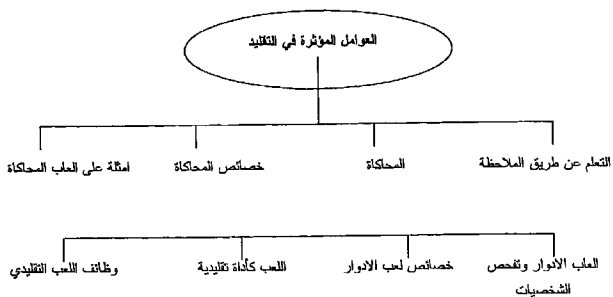 العوامل المؤثرة في التقليد
التعلم عن طريق الملاحظة
المحاكاة
خصائص المحاكاة
امثلة على العاب المحاكاة
العاب الادوار وتفحص
الشخصيات
خصائص لعب الادوار
اللعب كأداة تقليدية
وظائف اللعب التقليدي